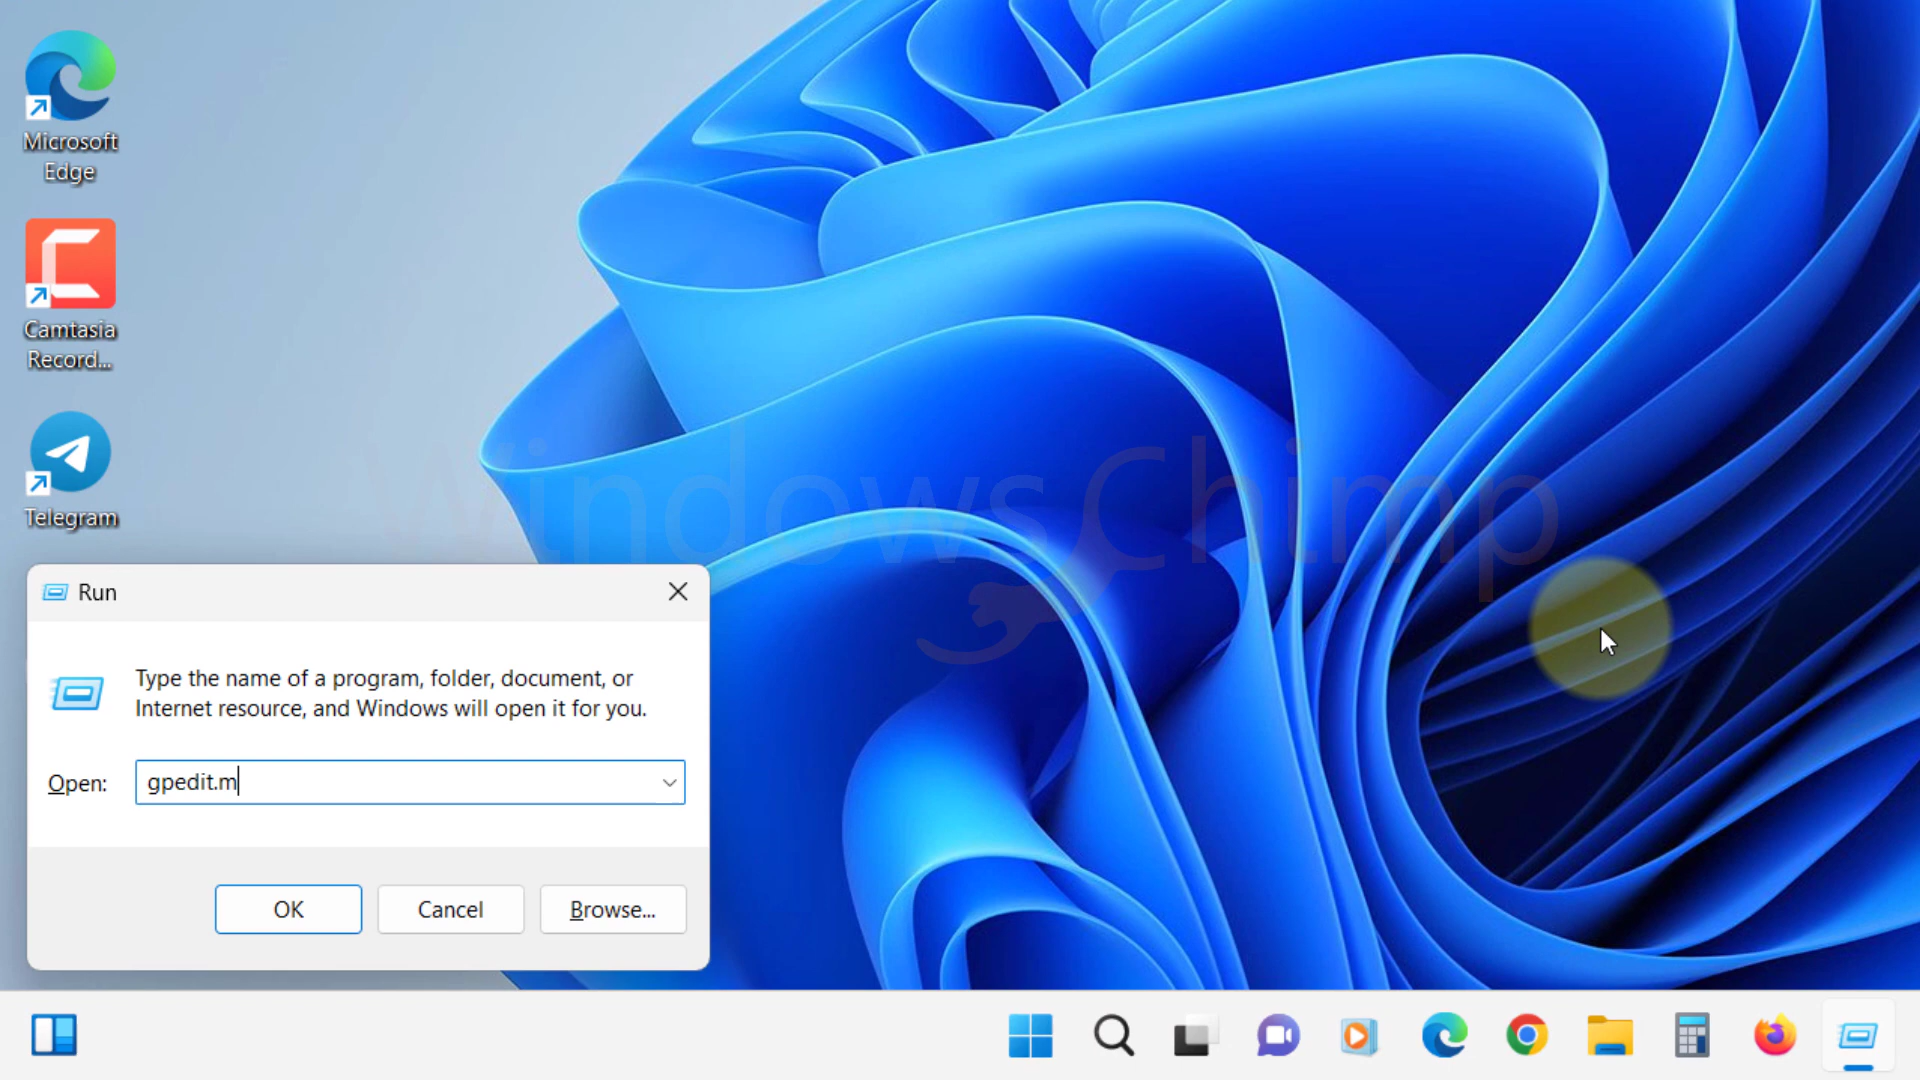 Microsoft
Edge
Camtasia
Record...
Telegram
WindowsChimp
Run
Type the name of a program, folder, document, or
Internet resource, and Windows will open it for you.
Open:
gpedit.m
OK
Cancel
Browse...